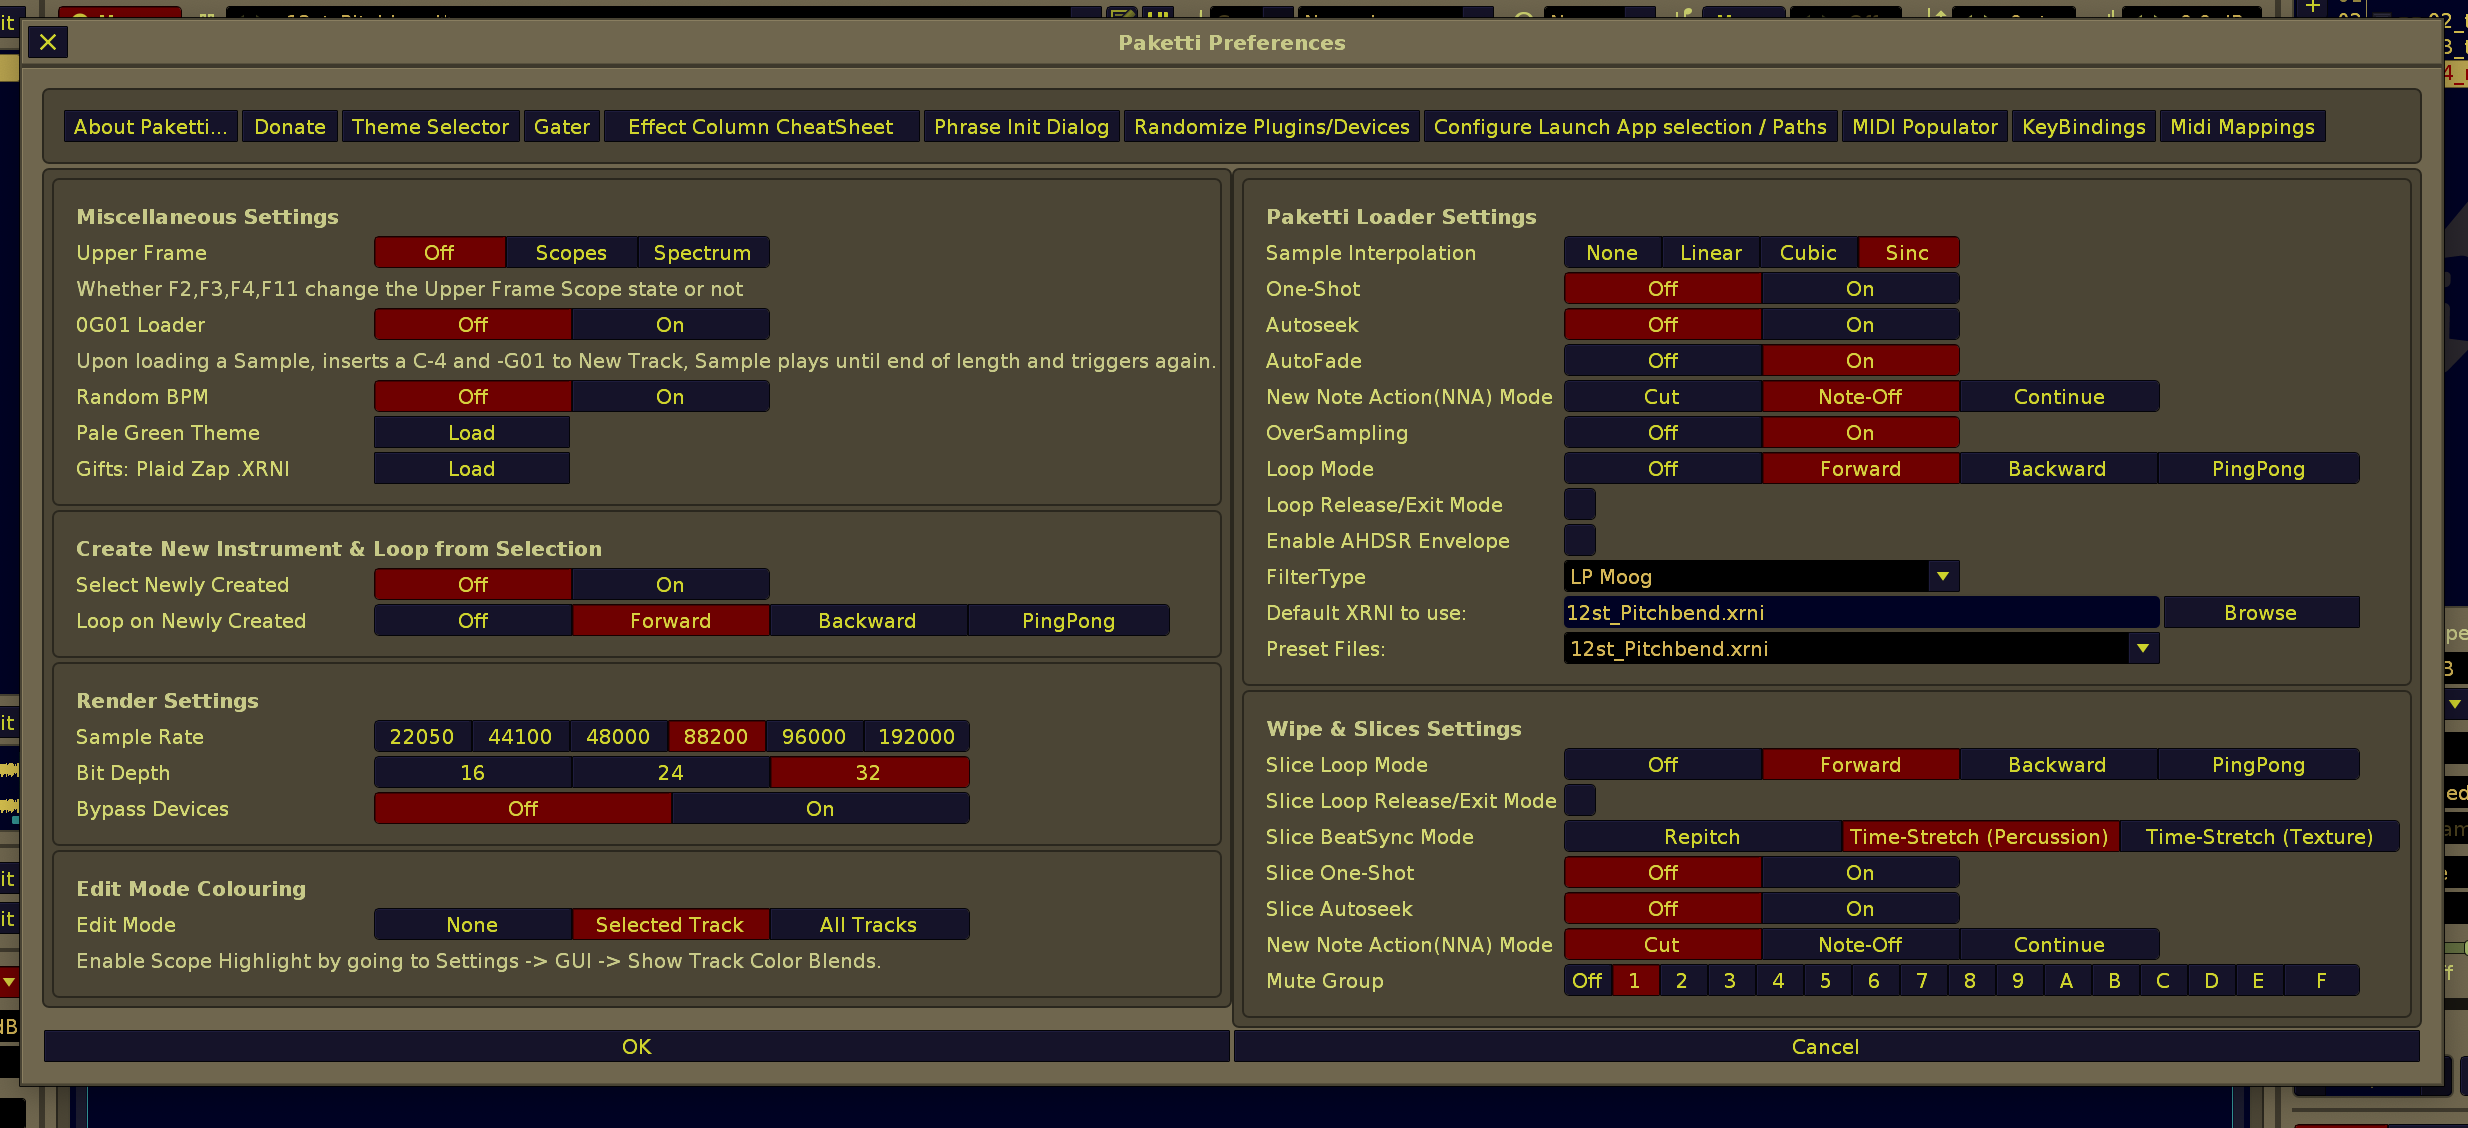 Paketti Preferences
About Paketti... Donate Theme Selector Gater Effect Column CheatSheet Phrase Init Dialog Randomize Plugins/Devices Configure Launch App selection / Paths MIDI Populator KeyBindings Midi Mappings
Miscellaneous Settings
Upper Frame Off Scopes Spectrum
Whether F2,F3,F4,F11 change the Upper Frame Scope state or not
0G01 Loader Off On
Upon loading a Sample, inserts a C-4 and -G01 to New Track, Sample plays until end of length and triggers again.
Random BPM Off On
Pale Green Theme Load
Gifts: Plaid Zap .XRNI Load
Create New Instrument & Loop from Selection
Select Newly Created Off On
Loop on Newly Created Off Forward Backward PingPong
Render Settings
Sample Rate 22050 44100 48000 88200 96000 192000
Bit Depth 16 24 32
Bypass Devices Off On
Edit Mode Colouring
Edit Mode None Selected Track All Tracks
Enable Scope Highlight by going to Settings -> GUI -> Show Track Color Blends.
Paketti Loader Settings
Sample Interpolation None Linear Cubic Sinc
One-Shot Off On
Autoseek Off On
AutoFade Off On
New Note Action(NNA) Mode Cut Note-Off Continue
OverSampling Off On
Loop Mode Off Forward Backward PingPong
Loop Release/Exit Mode
Enable AHDSR Envelope
FilterType LP Moog
Default XRNI to use: 12st_Pitchbend.xrni Browse
Preset Files: 12st_Pitchbend.xrni
Wipe & Slices Settings
Slice Loop Mode Off Forward Backward PingPong
Slice Loop Release/Exit Mode
Slice BeatSync Mode Repitch Time-Stretch (Percussion) Time-Stretch (Texture)
Slice One-Shot Off On
Slice Autoseek Off On
New Note Action(NNA) Mode Cut Note-Off Continue
Mute Group Off 1 2 3 4 5 6 7 8 9 A B C D E F
OK Cancel